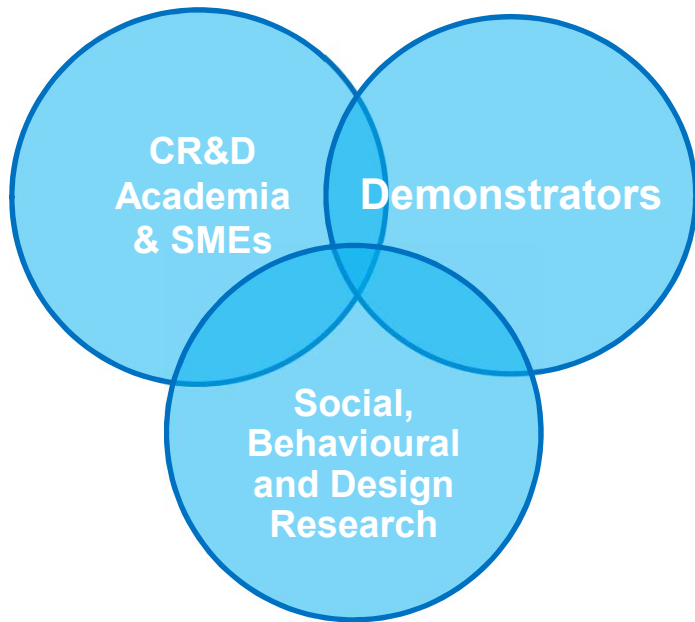 CR&D
Academia
& SMEs
Demonstrators
Social,
Behavioural
and Design
Research